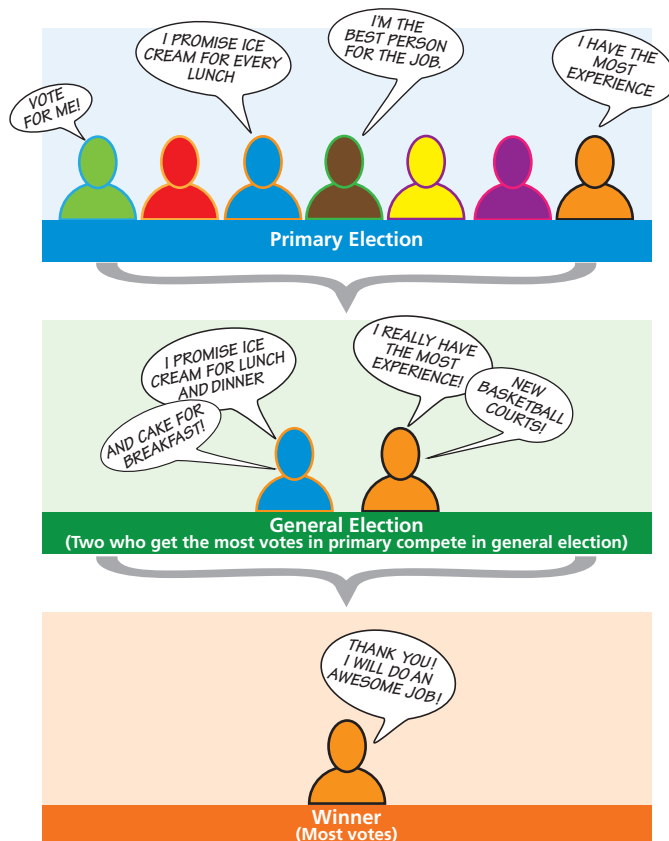 VOTE
FOR ME!
I PROMISE ICE
CREAM FOR EVERY
LUNCH
I'M THE
BEST PERSON
FOR THE JOB.
I HAVE THE
MOST
EXPERIENCE
Primary Election
I PROMISE ICE
CREAM FOR LUNCH
AND DINNER
AND CAKE FOR
BREAKFAST!
I REALLY HAVE
THE MOST
EXPERIENCE!
NEW
BASKETBALL
COURTS!
General Election
(Two who get the most votes in primary compete in general election)
THANK YOU!
I WILL DO AN
AWESOME JOB!
Winner
(Most votes)